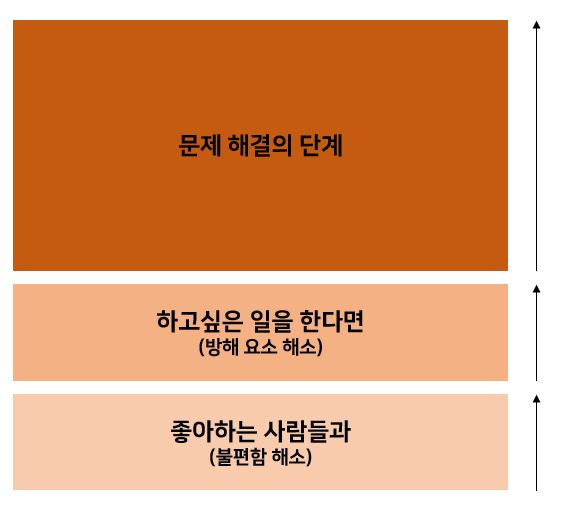 문제 해결의 단계
하고싶은 일을 한다면
(방해 요소 해소)
좋아하는 사람들과
(불편함 해소)